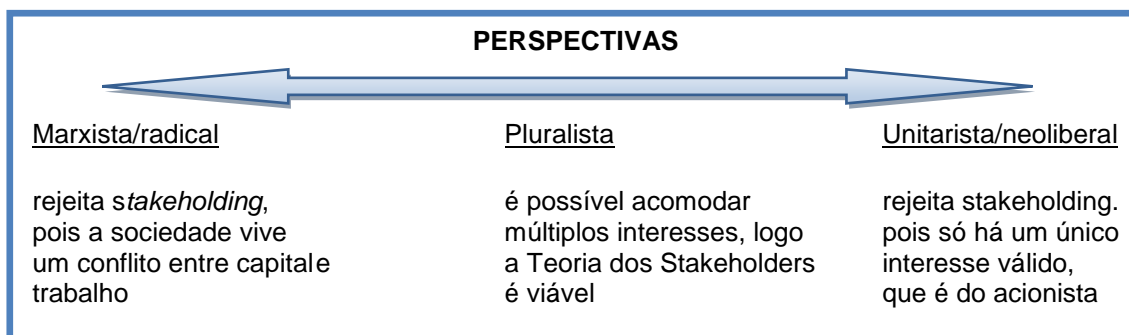 PERSPECTIVAS
Marxista/radical
rejeita stakeholding,
pois a sociedade vive
um conflito entre capital e
trabalho
Pluralista
é possível acomodar
múltiplos interesses, logo
a Teoria dos Stakeholders
é viável
Unitarista/neoliberal
rejeita stakeholding.
pois só há um único
interesse válido,
que é do acionista